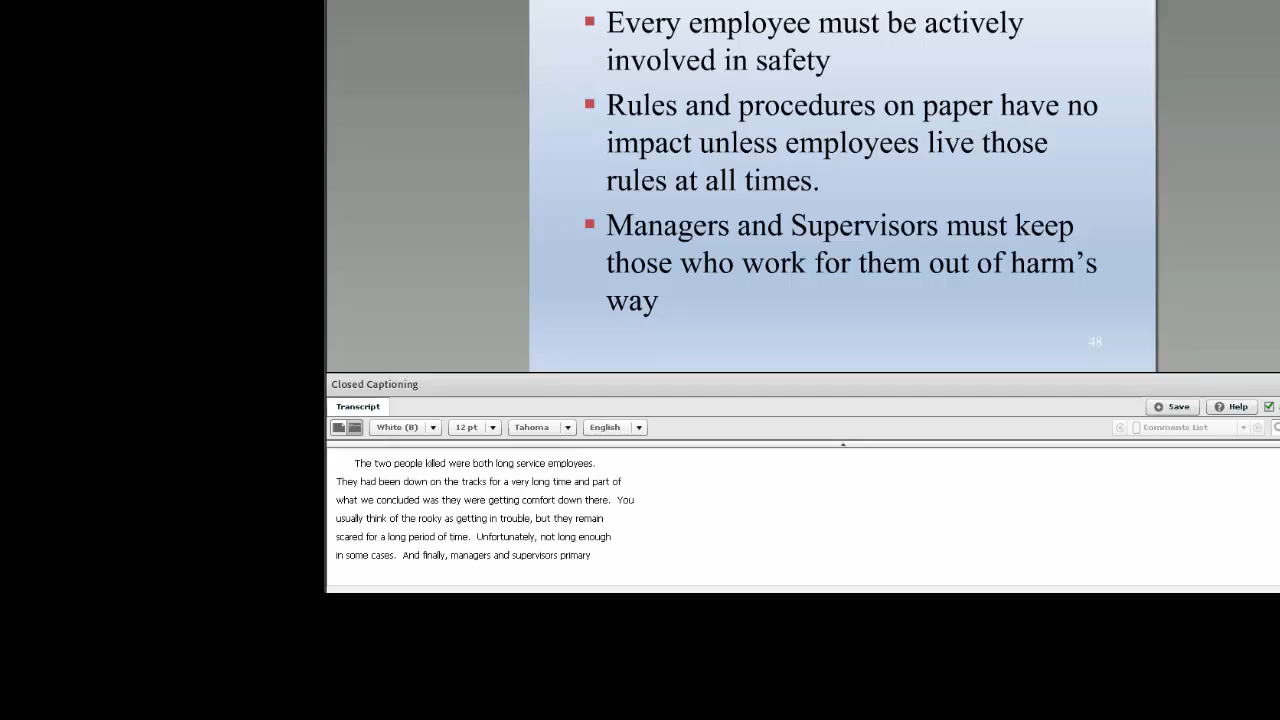 Every employee must be actively
involved in safety
Rules and procedures on paper have no
impact unless employees live those
rules at all times.
Managers and Supervisors must keep
those who work for them out of harm’s
way
48
Closed Captioning
Transcript
Save
Help
White (B)
12 pt
Tahoma
English
Comments List
The two people killed were both long service employees.
They had been down on the tracks for a very long time and part of
what we concluded was they were getting comfort down there. You
usually think of the rooky as getting in trouble, but they remain
scared for a long period of time. Unfortunately, not long enough
in some cases. And finally, managers and supervisors primary